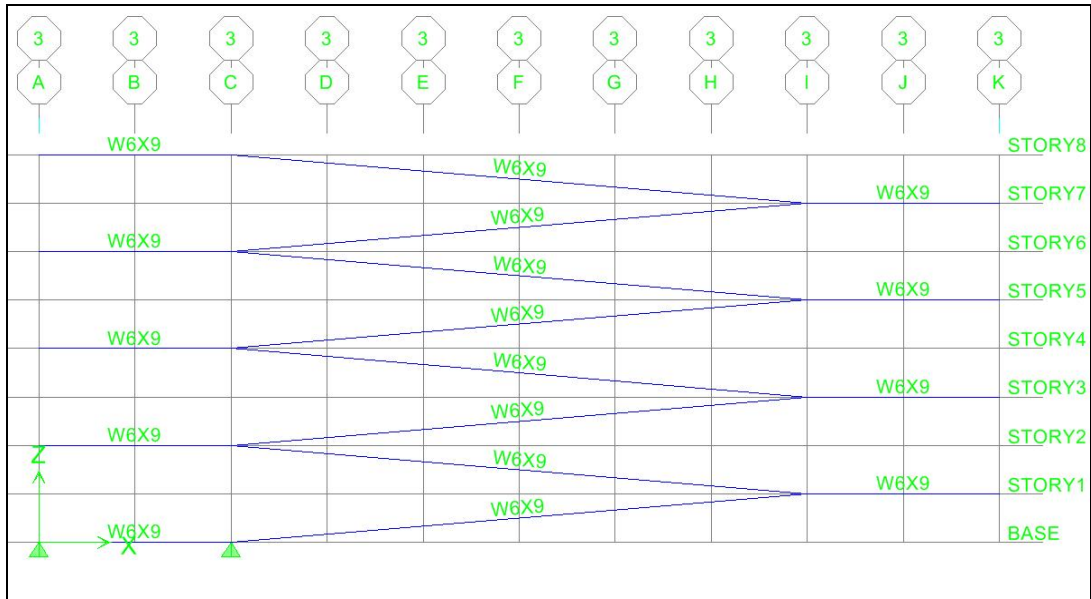 3 3 3 3 3 3 3 3 3 3 3
A B C D E F G H I J K
W6X9 STORY8
W6X9
W6X9 STORY7
W6X9
W6X9 STORY6
W6X9
W6X9 STORY5
W6X9
W6X9 STORY4
W6X9
W6X9 STORY3
W6X9
W6X9 STORY2
Z
W6X9
W6X9 STORY1
W6X9
W6X9 X BASE